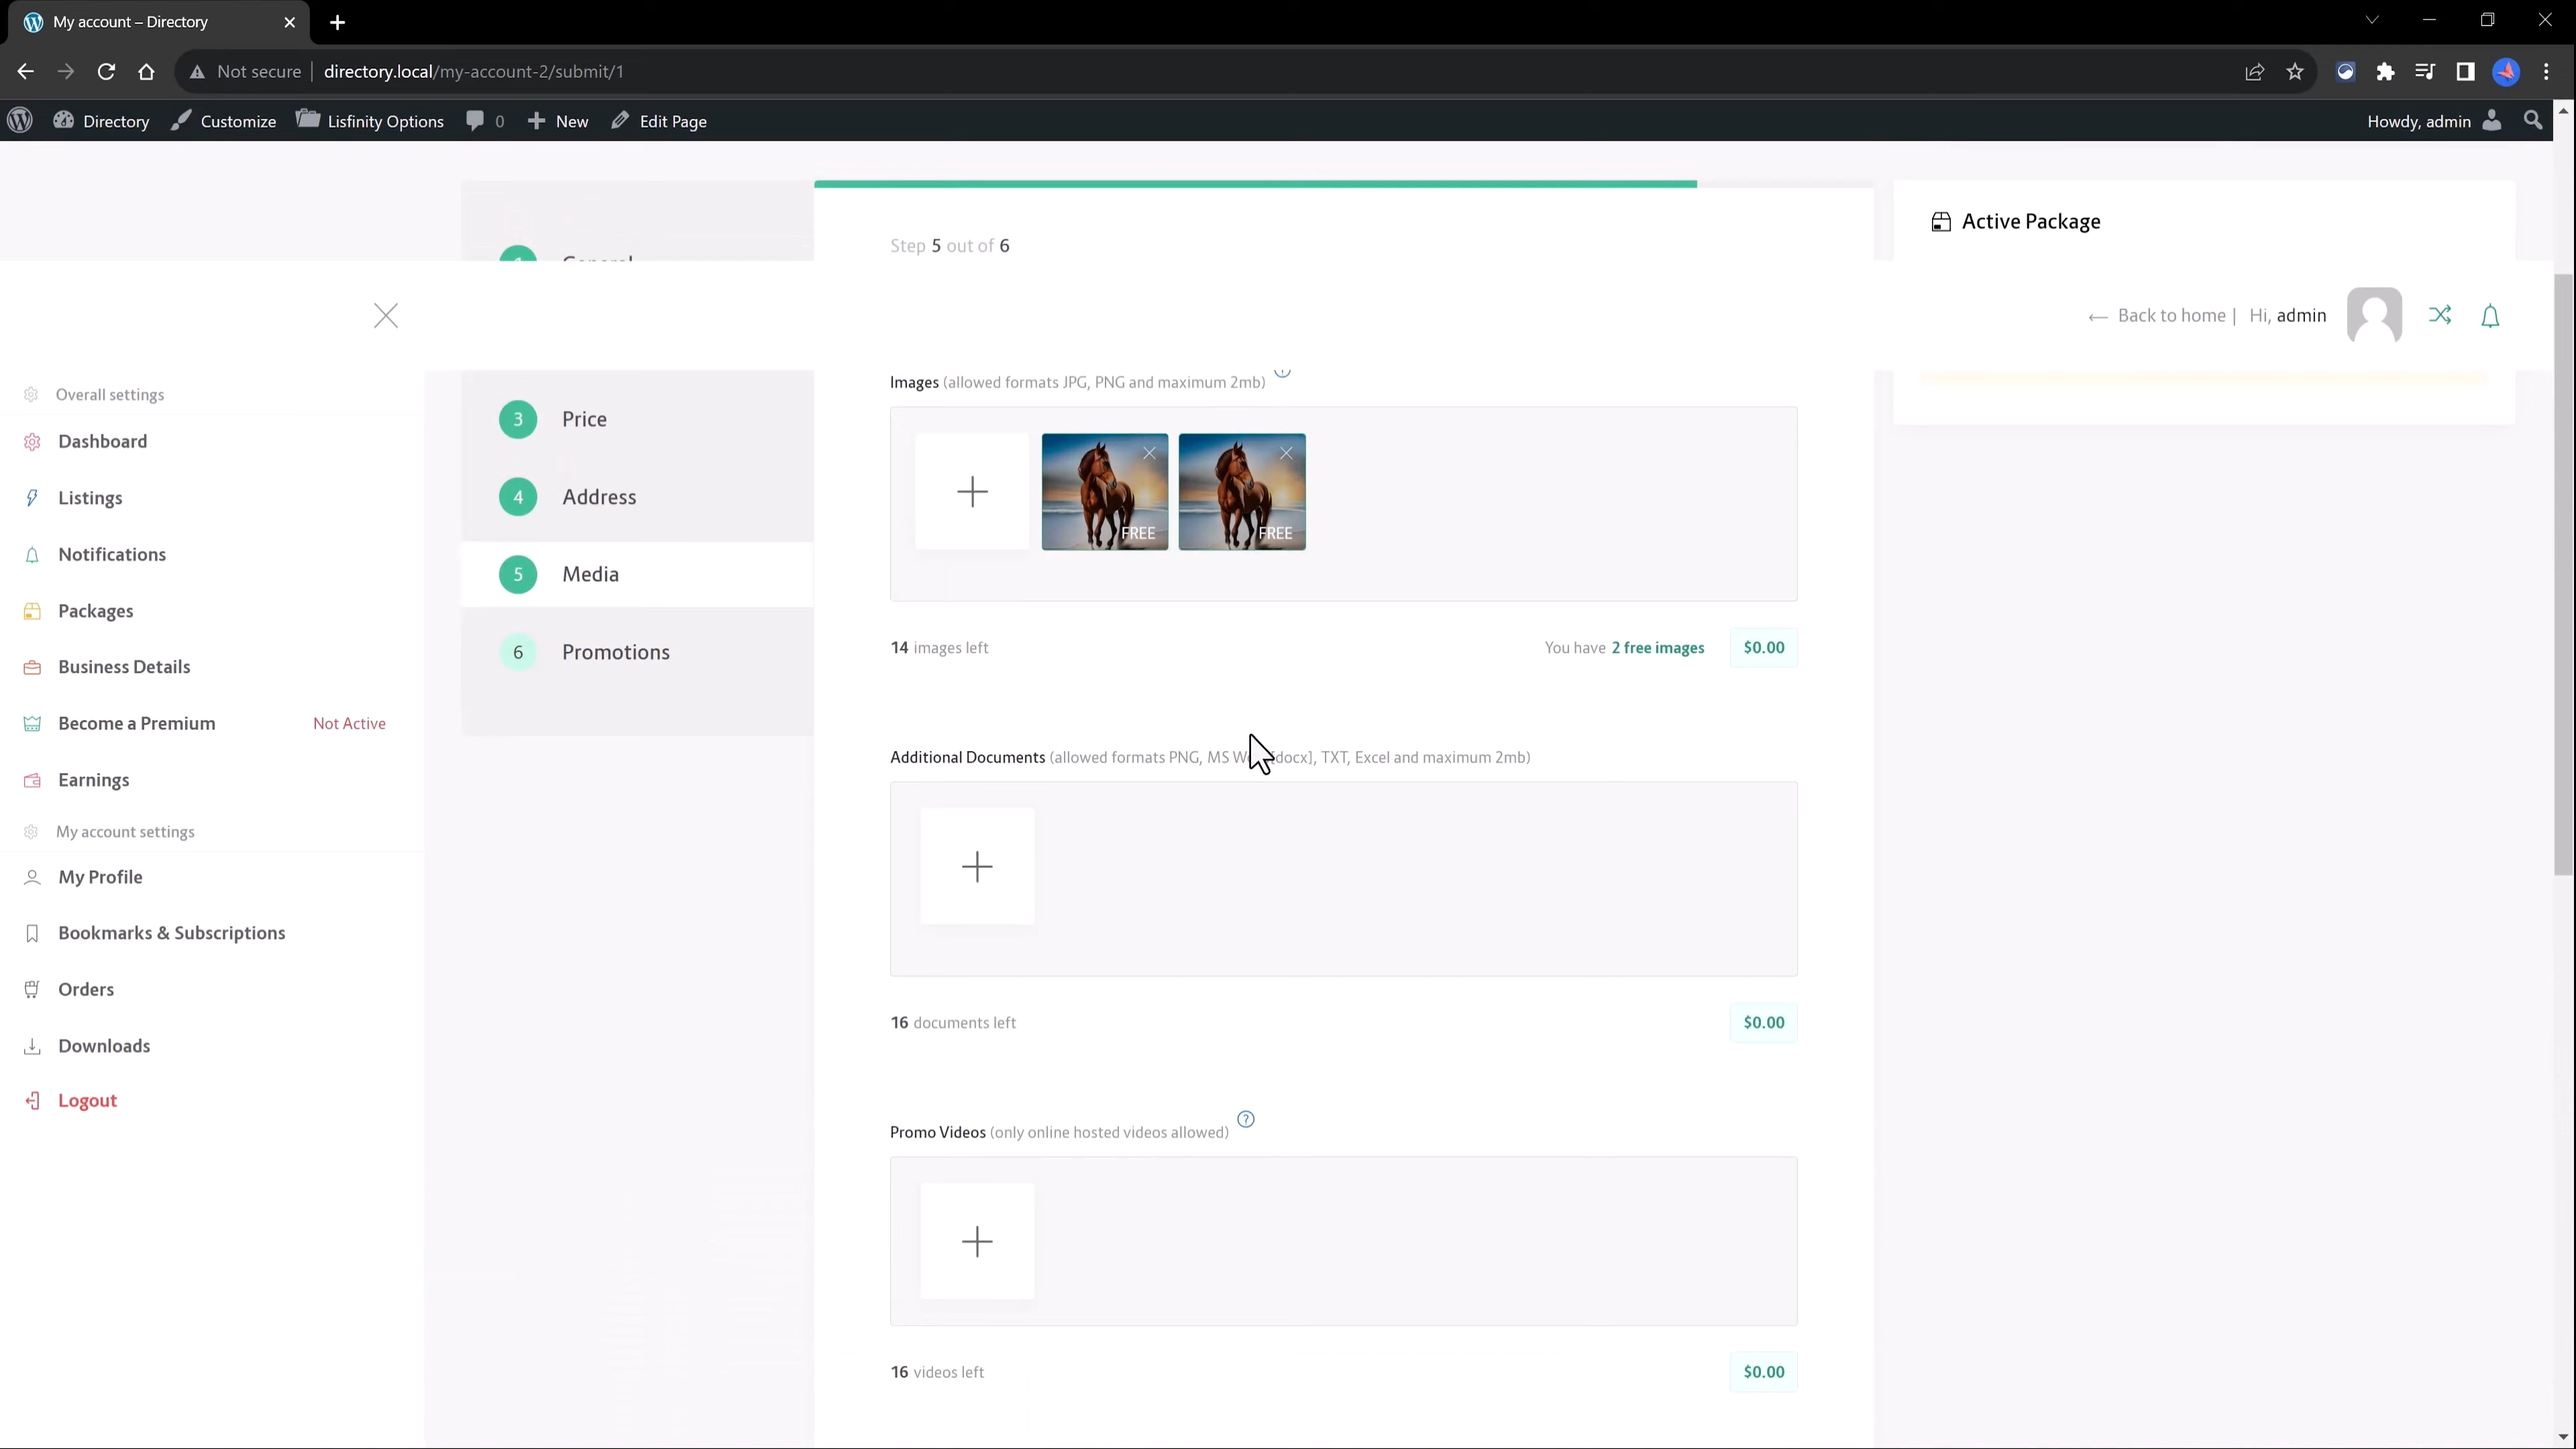 My account – Directory
Not secure directory.local/my-account-2/submit/1
Directory Customize Lisfinity Options 0 New Edit Page Howdy, admin
Step 5 out of 6
Active Package
Back to home | Hi, admin
Overall settings
Dashboard
Listings
Notifications
Packages
Business Details
Become a Premium Not Active
Earnings
My account settings
My Profile
Bookmarks & Subscriptions
Orders
Downloads
Logout
3 Price
4 Address
5 Media
6 Promotions
Images (allowed formats JPG, PNG and maximum 2mb)
FREE FREE
14 images left You have 2 free images $0.00
Additional Documents (allowed formats PNG, MS docx], TXT, Excel and maximum 2mb)
16 documents left $0.00
Promo Videos (only online hosted videos allowed) ?
16 videos left $0.00